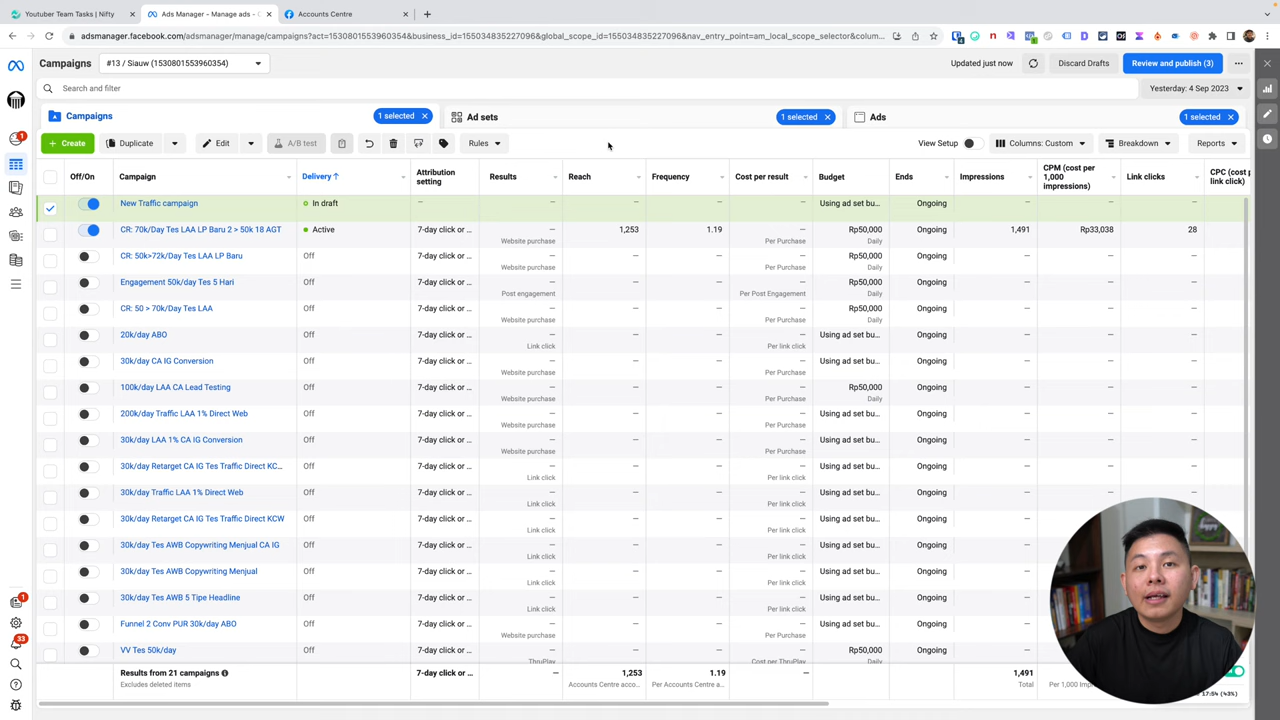 Youtuber Team Tasks | Nifty
Ads Manager - Manage ads - C
Accounts Centre
adsmanager.facebook.com/adsmanager/manage/campaigns?act=1530801553960354&business_id=155034835227096&global_scope_id=155034835227096&nav_entry_point=am_local_scope_selector&colum...
Campaigns
#13 / Siauw (1530801553960354)
Updated just now
Discard Drafts
Review and publish (3)
Search and filter
Yesterday: 4 Sep 2023
Campaigns
1 selected
Ad sets
1 selected
Ads
1 selected
Create
Duplicate
Edit
A/B test
Rules
View Setup
Columns: Custom
Breakdown
Reports
Off/On
Campaign
Delivery ↑
Attribution setting
Results
Reach
Frequency
Cost per result
Budget
Ends
Impressions
CPM (cost per 1,000 impressions)
Link clicks
CPC (cost p
link click)
New Traffic campaign In draft – – – – – Using ad set bu... Ongoing – – –
CR: 70k/Day Tes LAA LP Baru 2 > 50k 18 AGT Active 7-day click or ... – 1,253 1.19 – Rp50,000 Ongoing 1,491 Rp33,038 28
Website purchase Per Purchase Daily
CR: 50k>72k/Day Tes LAA LP Baru Off 7-day click or ... – – – – Rp50,000 Ongoing – – –
Website purchase Per Purchase Daily
Engagement 50k/day Tes 5 Hari Off 7-day click or ... – – – – Rp50,000 Ongoing – – –
Post engagement Per Post Engagement Daily
CR: 50 > 70k/Day Tes LAA Off 7-day click or ... – – – – Rp50,000 Ongoing – – –
Website purchase Per Purchase Daily
20k/day ABO Off 7-day click or ... – – – – Using ad set bu... Ongoing – – –
Link click Per link click
30k/day CA IG Conversion Off 7-day click or ... – – – – Using ad set bu... Ongoing – – –
Website purchase Per Purchase
100k/day LAA CA Lead Testing Off 7-day click or ... – – – – Rp50,000 Ongoing – – –
Website purchase Per Purchase Daily
200k/day Traffic LAA 1% Direct Web Off 7-day click or ... – – – – Using ad set bu... Ongoing – – –
Website purchase Per Purchase
30k/day LAA 1% CA IG Conversion Off 7-day click or ... – – – – Using ad set bu... Ongoing – – –
Website purchase Per Purchase
30k/day Retarget CA IG Tes Traffic Direct KC... Off 7-day click or ... – – – – Using ad set bu... Ongoing – – –
Link click Per link click
30k/day Traffic LAA 1% Direct Web Off 7-day click or ... – – – – Using ad set bu... Ongoing – – –
Link click Per link click
30k/day Retarget CA IG Tes Traffic Direct KCW Off 7-day click or ... – – – – Using ad set bu... Ongoing –
Link click Per link click
30k/day Tes AWB Copywriting Menjual CA IG Off 7-day click or ... – – – – Using ad set bu... Ongoing –
Link click Per link click
30k/day Tes AWB Copywriting Menjual Off 7-day click or ... – – – – Using ad set bu... Ongoing –
Link click Per link click
30k/day Tes AWB 5 Tipe Headline Off 7-day click or ... – – – – Using ad set bu... Ongoing –
Link click Per link click
Funnel 2 Conv PUR 30k/day ABO Off 7-day click or ... – – – – Using ad set bu... Ongoing –
Website purchase Per Purchase
VV Tes 50k/day Off 7-day click or ... – – – – Rp50,000 Ongoing –
ThruPlay Cost per ThruPlay Daily
Results from 21 campaigns 7-day click or ... – 1,253 1.19 – 1,491
Excludes deleted items Accounts Centre acco... Per Accounts Centre a... Total Per 1,000 Imp
1
1
33
17:54 (43%)